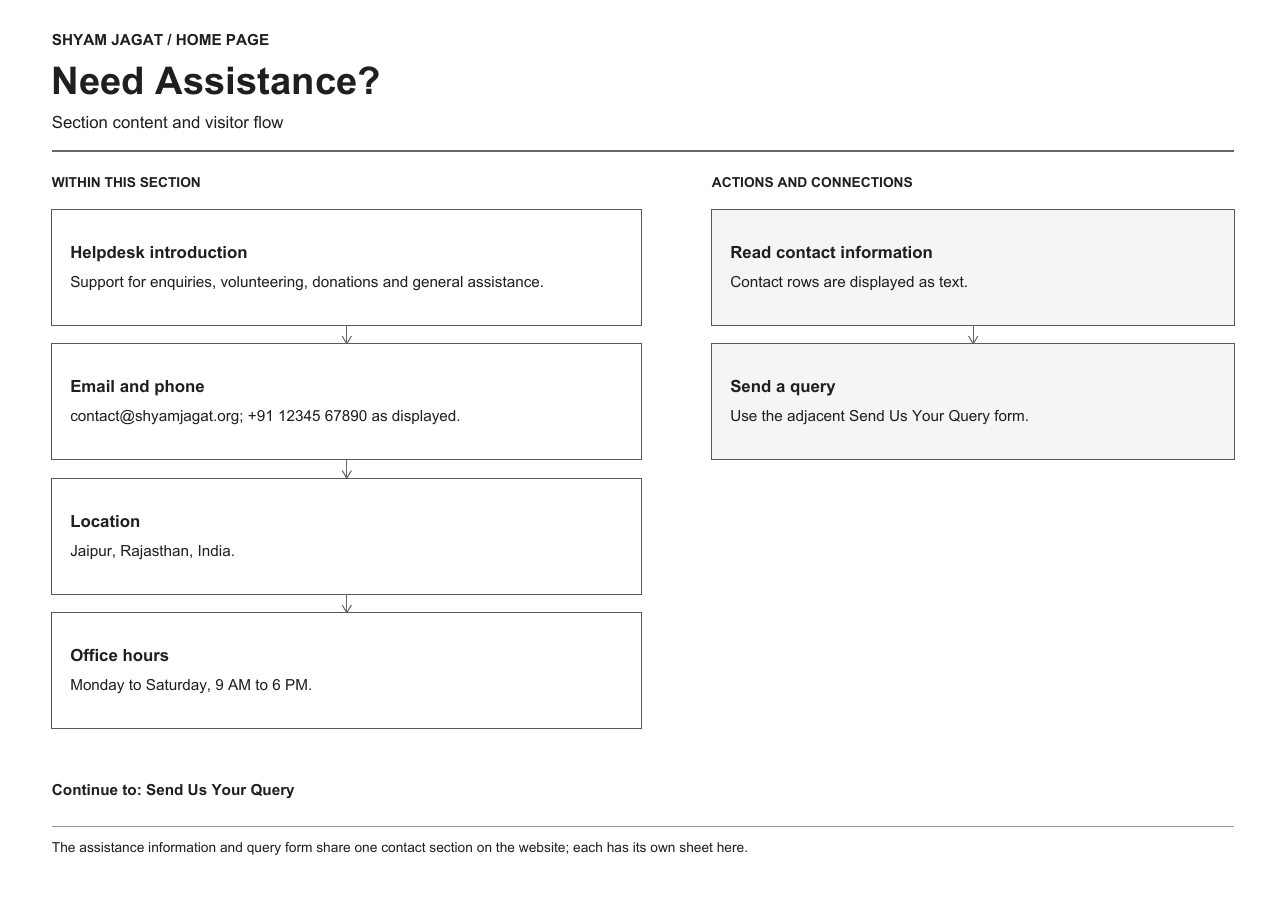 SHYAM JAGAT / HOME PAGE
Need Assistance?
Section content and visitor flow
WITHIN THIS SECTION
Helpdesk introduction
Support for enquiries, volunteering, donations and general assistance.
Email and phone
contact@shyamjagat.org; +91 12345 67890 as displayed.
Location
Jaipur, Rajasthan, India.
Office hours
Monday to Saturday, 9 AM to 6 PM.
ACTIONS AND CONNECTIONS
Read contact information
Contact rows are displayed as text.
Send a query
Use the adjacent Send Us Your Query form.
Continue to: Send Us Your Query
The assistance information and query form share one contact section on the website; each has its own sheet here.